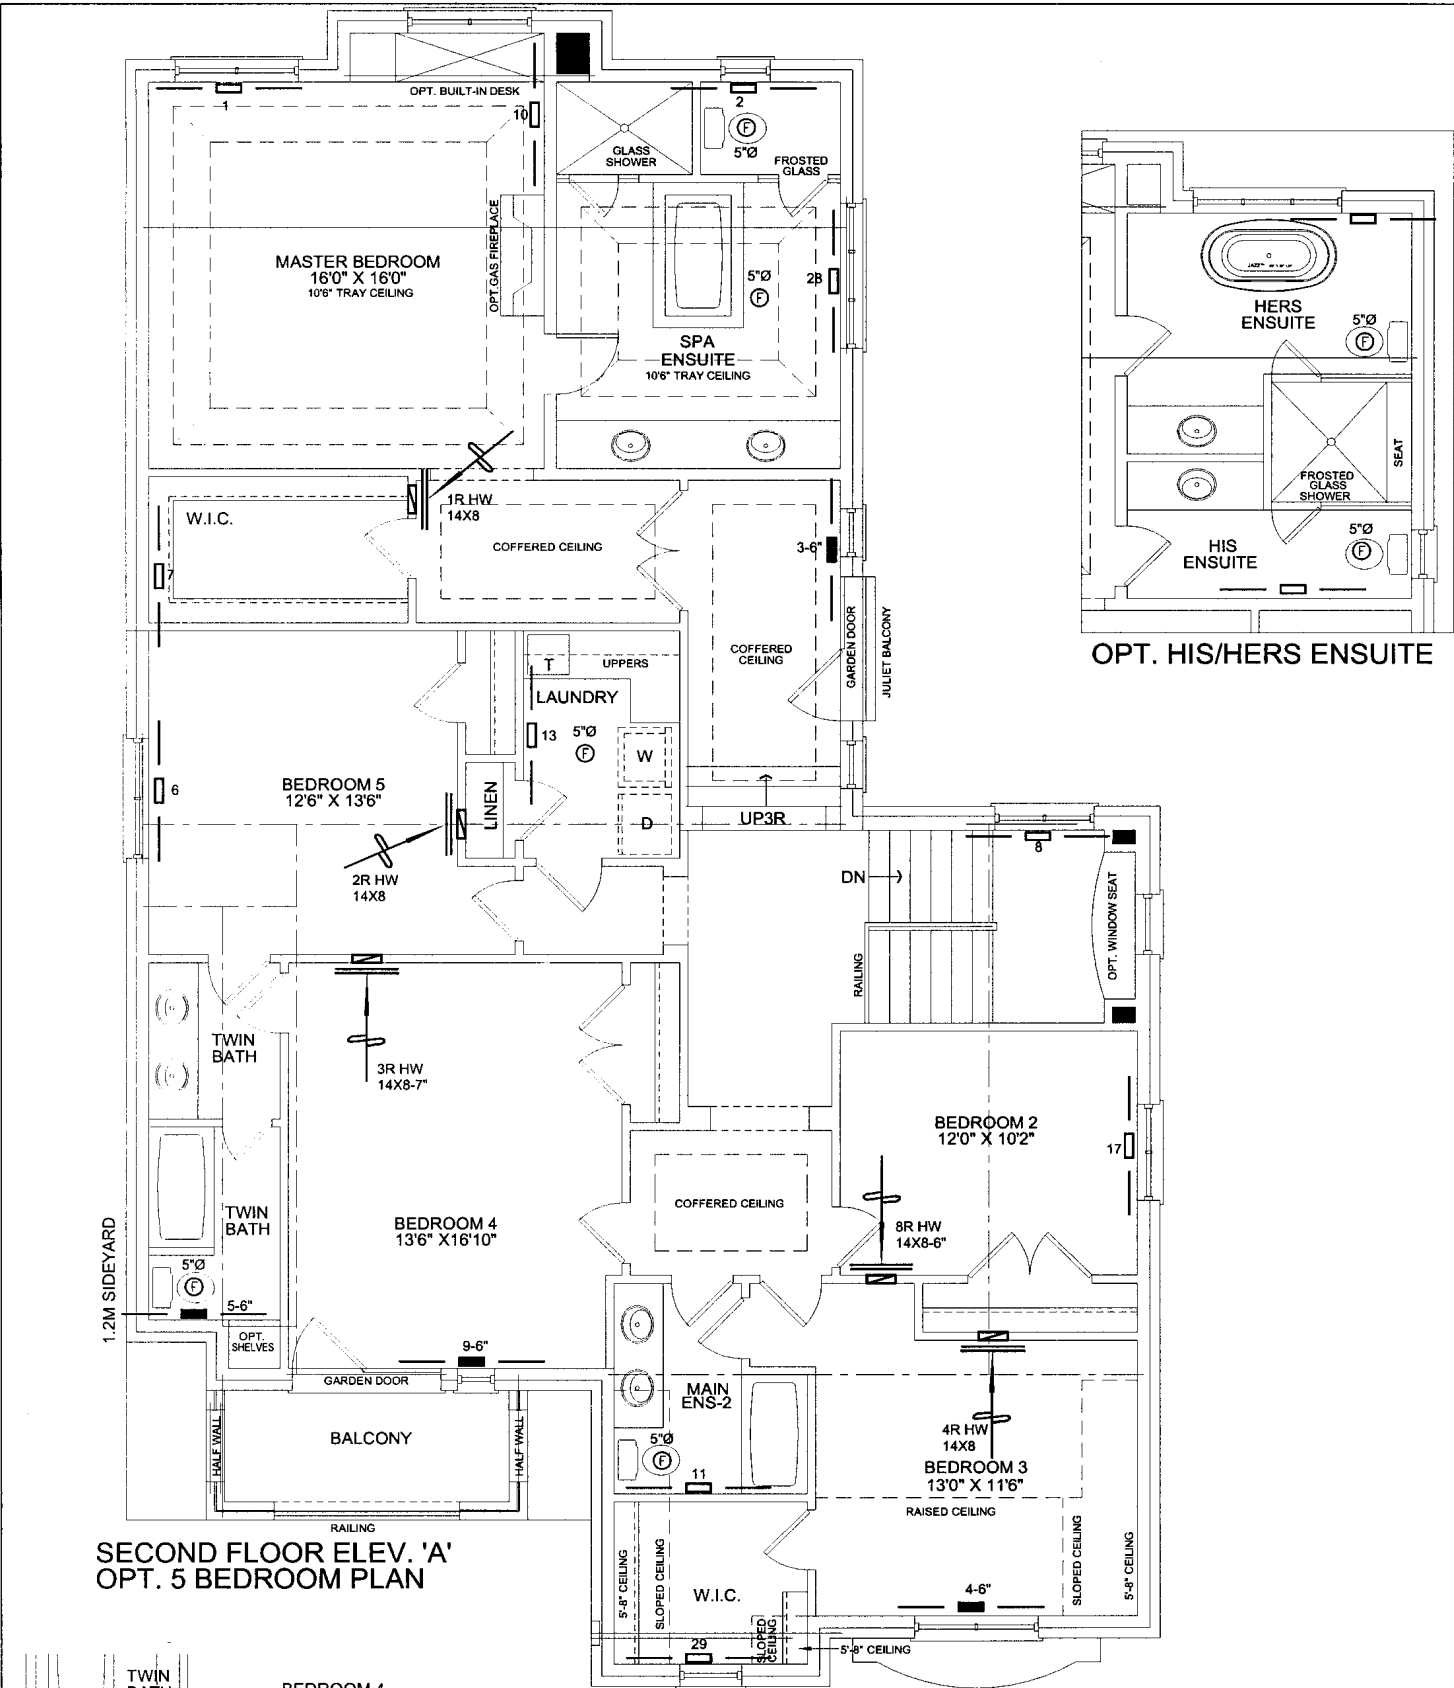 OPT. BUILT-IN DESK
1
10
2
F
5"Ø
GLASS
SHOWER
FROSTED
GLASS
OPT.GAS FIREPLACE
MASTER BEDROOM
16'0" X 16'0"
10'6" TRAY CEILING
5"Ø
F
28
SPA
ENSUITE
10'6" TRAY CEILING
HERS
ENSUITE
5"Ø
F
SEAT
FROSTED
GLASS
SHOWER
HIS
ENSUITE
5"Ø
F
OPT. HIS/HERS ENSUITE
1R HW
14X8
W.I.C.
COFFERED CEILING
3-6"
7
COFFERED
CEILING
GARDEN DOOR
JULIET BALCONY
T
UPPERS
LAUNDRY
13
5"Ø
F
W
D
LINEN
BEDROOM 5
12'6" X 13'6"
6
UP3R
2R HW
14X8
8
DN
RAILING
OPT. WINDOW SEAT
TWIN
BATH
3R HW
14X8-7"
BEDROOM 2
12'0" X 10'2"
17
COFFERED CEILING
8R HW
14X8-6"
TWIN
BATH
BEDROOM 4
13'6" X16'10"
1.2M SIDEYARD
5"Ø
F
5-6"
OPT.
SHELVES
9-6"
GARDEN DOOR
MAIN
ENS-2
5"Ø
F
11
4R HW
14X8
BEDROOM 3
13'0" X 11'6"
RAISED CEILING
HALF WALL
BALCONY
HALF WALL
RAILING
5'-8" CEILING
SLOPED CEILING
W.I.C.
SLOPED
CEILING
29
4-6"
SLOPED CEILING
5'-8" CEILING
5'-8" CEILING
SECOND FLOOR ELEV. 'A'
OPT. 5 BEDROOM PLAN
TWIN
BATH
BEDROOM 4